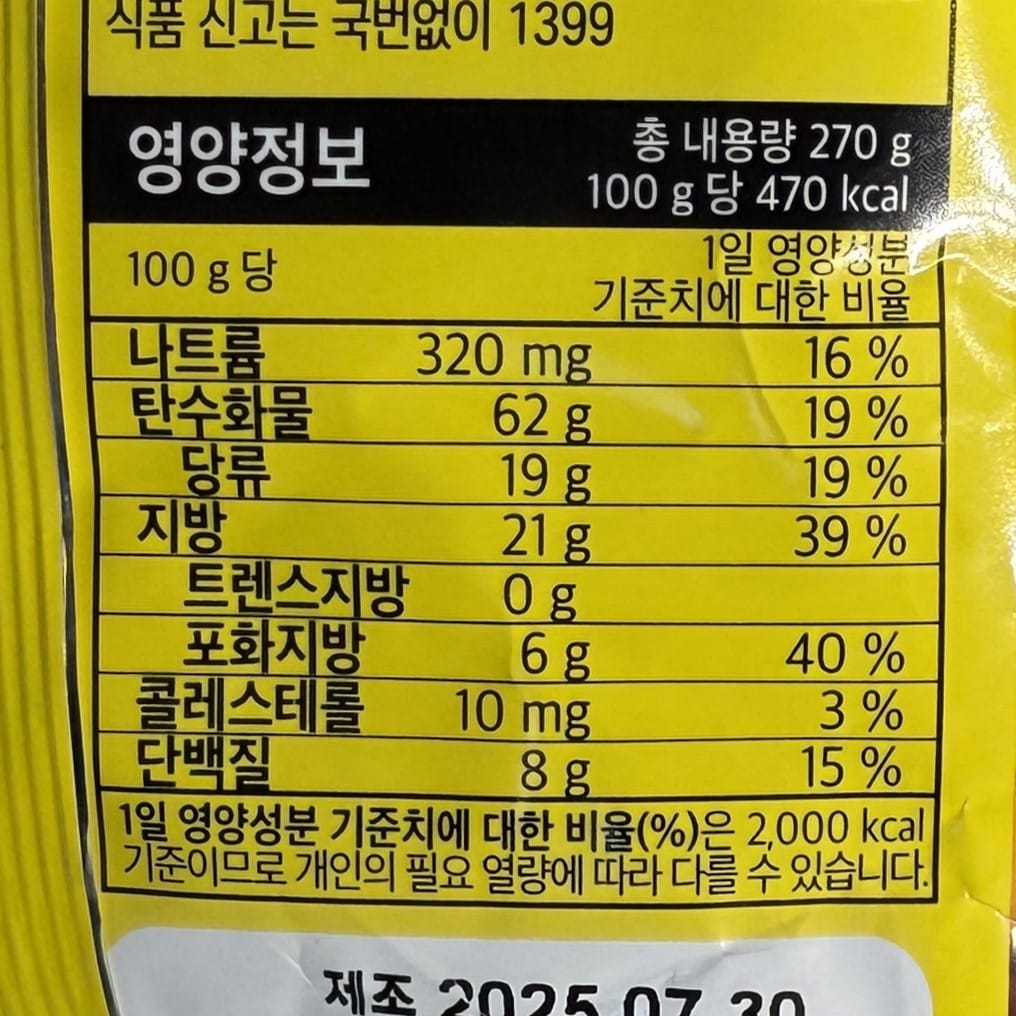 식품 신고는 국번없이 1399
영양정보
총 내용량 270 g
100 g 당 470 kcal
100 g 당
1일 영양성분
기준치에 대한 비율
나트륨 320 mg 16 %
탄수화물 62 g 19 %
당류 19 g 19 %
지방 21 g 39 %
트랜스지방 0 g
포화지방 6 g 40 %
콜레스테롤 10 mg 3 %
단백질 8 g 15 %
1일 영양성분 기준치에 대한 비율(%)은 2,000 kcal
기준이므로 개인의 필요 열량에 따라 다를 수 있습니다.
제조 2025.07.30